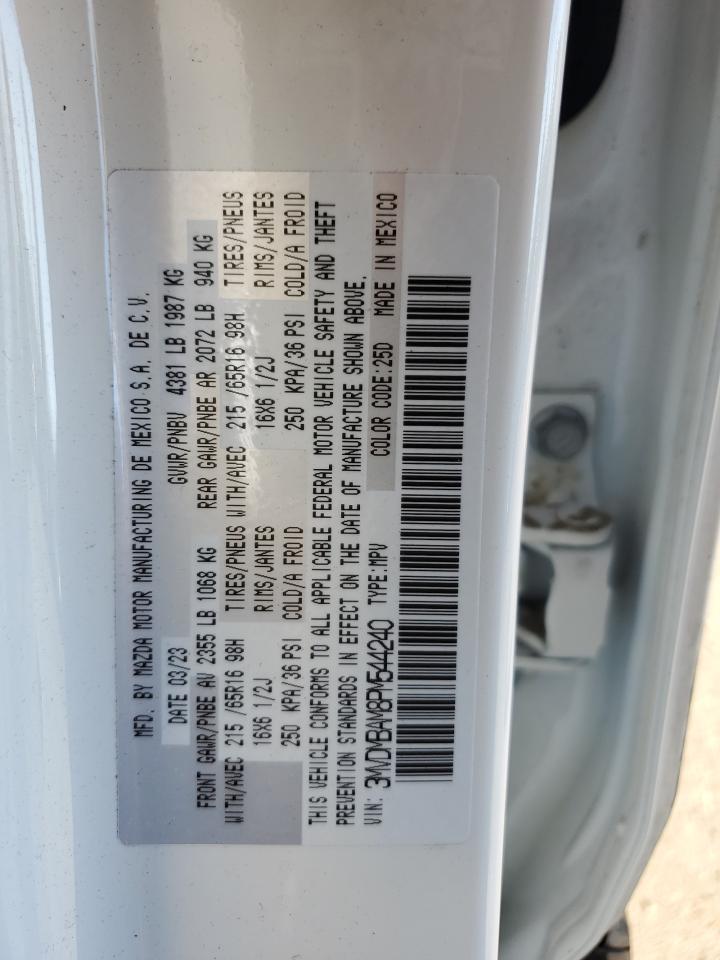 MFD. BY MAZDA MOTOR MANUFACTURING DE MEXICO S.A. DE C.V.
DATE 03/23 GVWR/PNBV 4381 LB 1987 KG
FRONT GAWR/PNBE AV 2355 LB 1068 KG REAR GAWR/PNBE AR 2072 LB 940 KG
WITH/AVEC 215 /65R16 98H TIRES/PNEUS WITH/AVEC 215 /65R16 98H TIRES/PNEUS
16X6 1/2J RIMS/JANTES 16X6 1/2J RIMS/JANTES
250 KPA/36 PSI COLD/A FROID 250 KPA/36 PSI COLD/A FROID
THIS VEHICLE CONFORMS TO ALL APPLICABLE FEDERAL MOTOR VEHICLE SAFETY AND THEFT
PREVENTION STANDARDS IN EFFECT ON THE DATE OF MANUFACTURE SHOWN ABOVE.
VIN: 3MVDMBAM8PM544240 TYPE:MPV COLOR CODE:25D MADE IN MEXICO